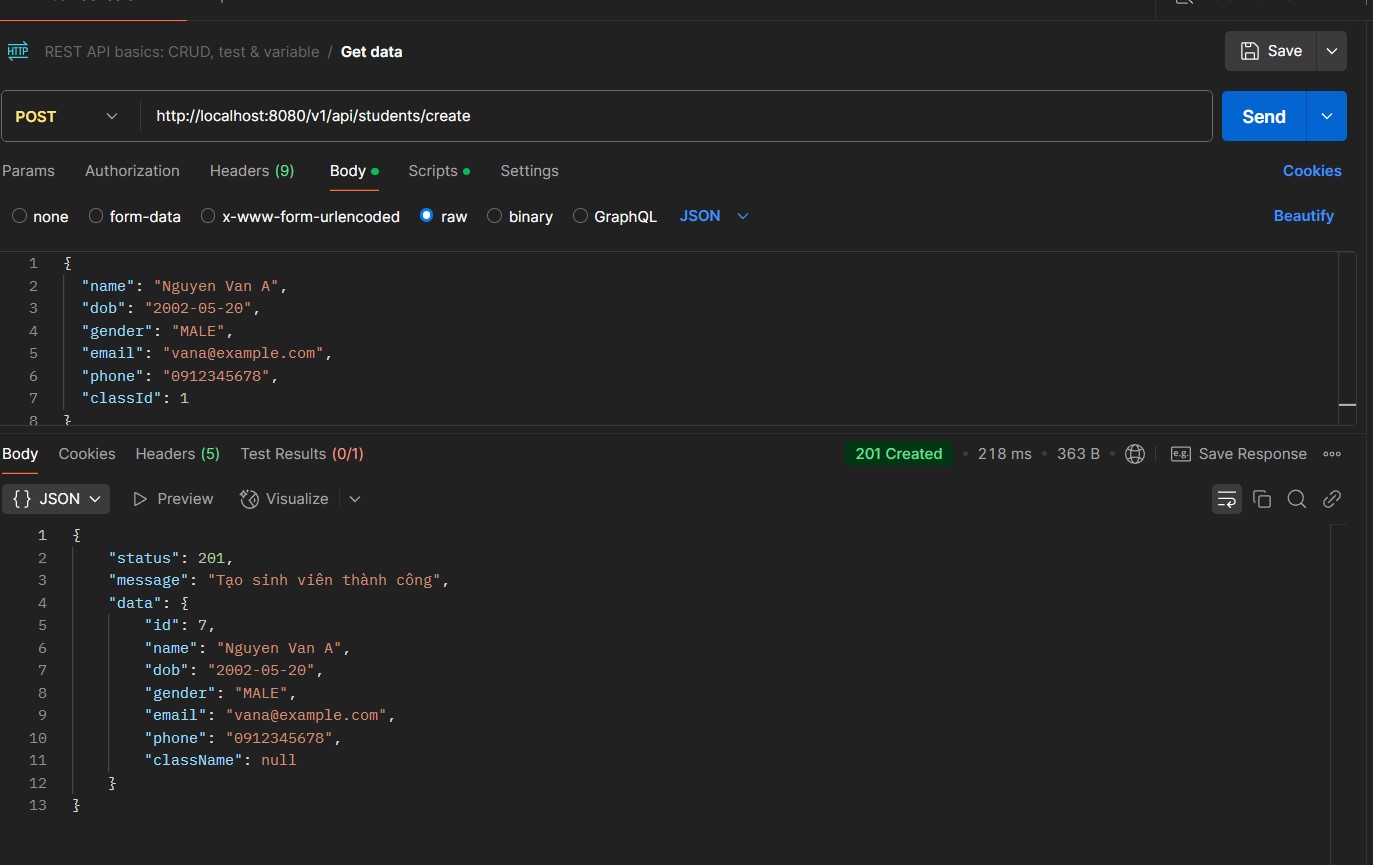 REST API basics: CRUD, test & variable / Get data
Save
POST http://localhost:8080/v1/api/students/create
Send
Params Authorization Headers (9) Body Scripts Settings Cookies
none form-data x-www-form-urlencoded raw binary GraphQL JSON Beautify
1 {
2 "name": "Nguyen Van A",
3 "dob": "2002-05-20",
4 "gender": "MALE",
5 "email": "vana@example.com",
6 "phone": "0912345678",
7 "classId": 1
8 }
Body Cookies Headers (5) Test Results (0/1) 201 Created • 218 ms • 363 B • e.g. Save Response
{} JSON Preview Visualize
1 {
2 "status": 201,
3 "message": "Tạo sinh viên thành công",
4 "data": {
5 "id": 7,
6 "name": "Nguyen Van A",
7 "dob": "2002-05-20",
8 "gender": "MALE",
9 "email": "vana@example.com",
10 "phone": "0912345678",
11 "className": null
12 }
13 }